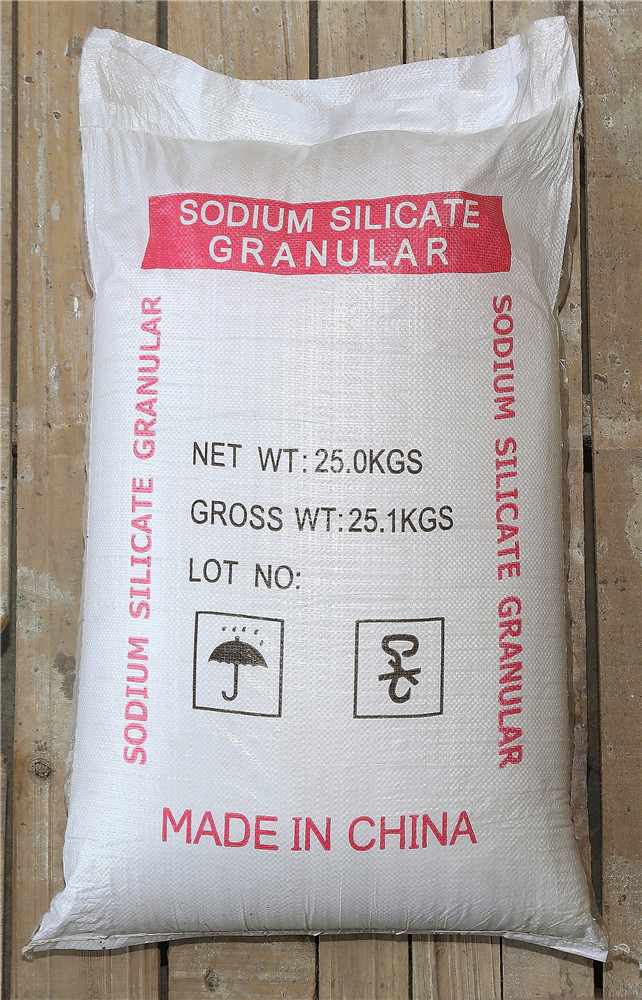 SODIUM SILICATE
GRANULAR
SODIUM SILICATE GRANULAR
SODIUM SILICATE GRANULAR
NET WT: 25.0KGS
GROSS WT:25.1KGS
LOT NO:
MADE IN CHINA